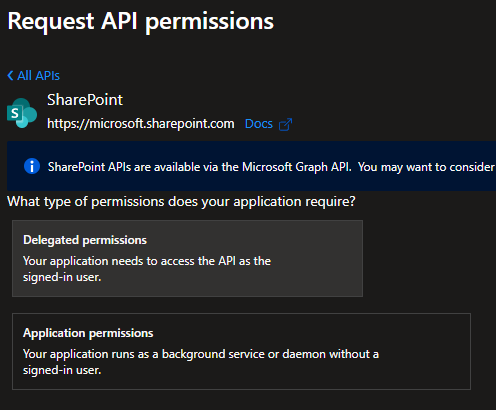 Request API permissions
All APIs
SharePoint
https://microsoft.sharepoint.com Docs
SharePoint APIs are available via the Microsoft Graph API. You may want to consider
What type of permissions does your application require?
Delegated permissions
Your application needs to access the API as the
signed-in user.
Application permissions
Your application runs as a background service or daemon without a
signed-in user.